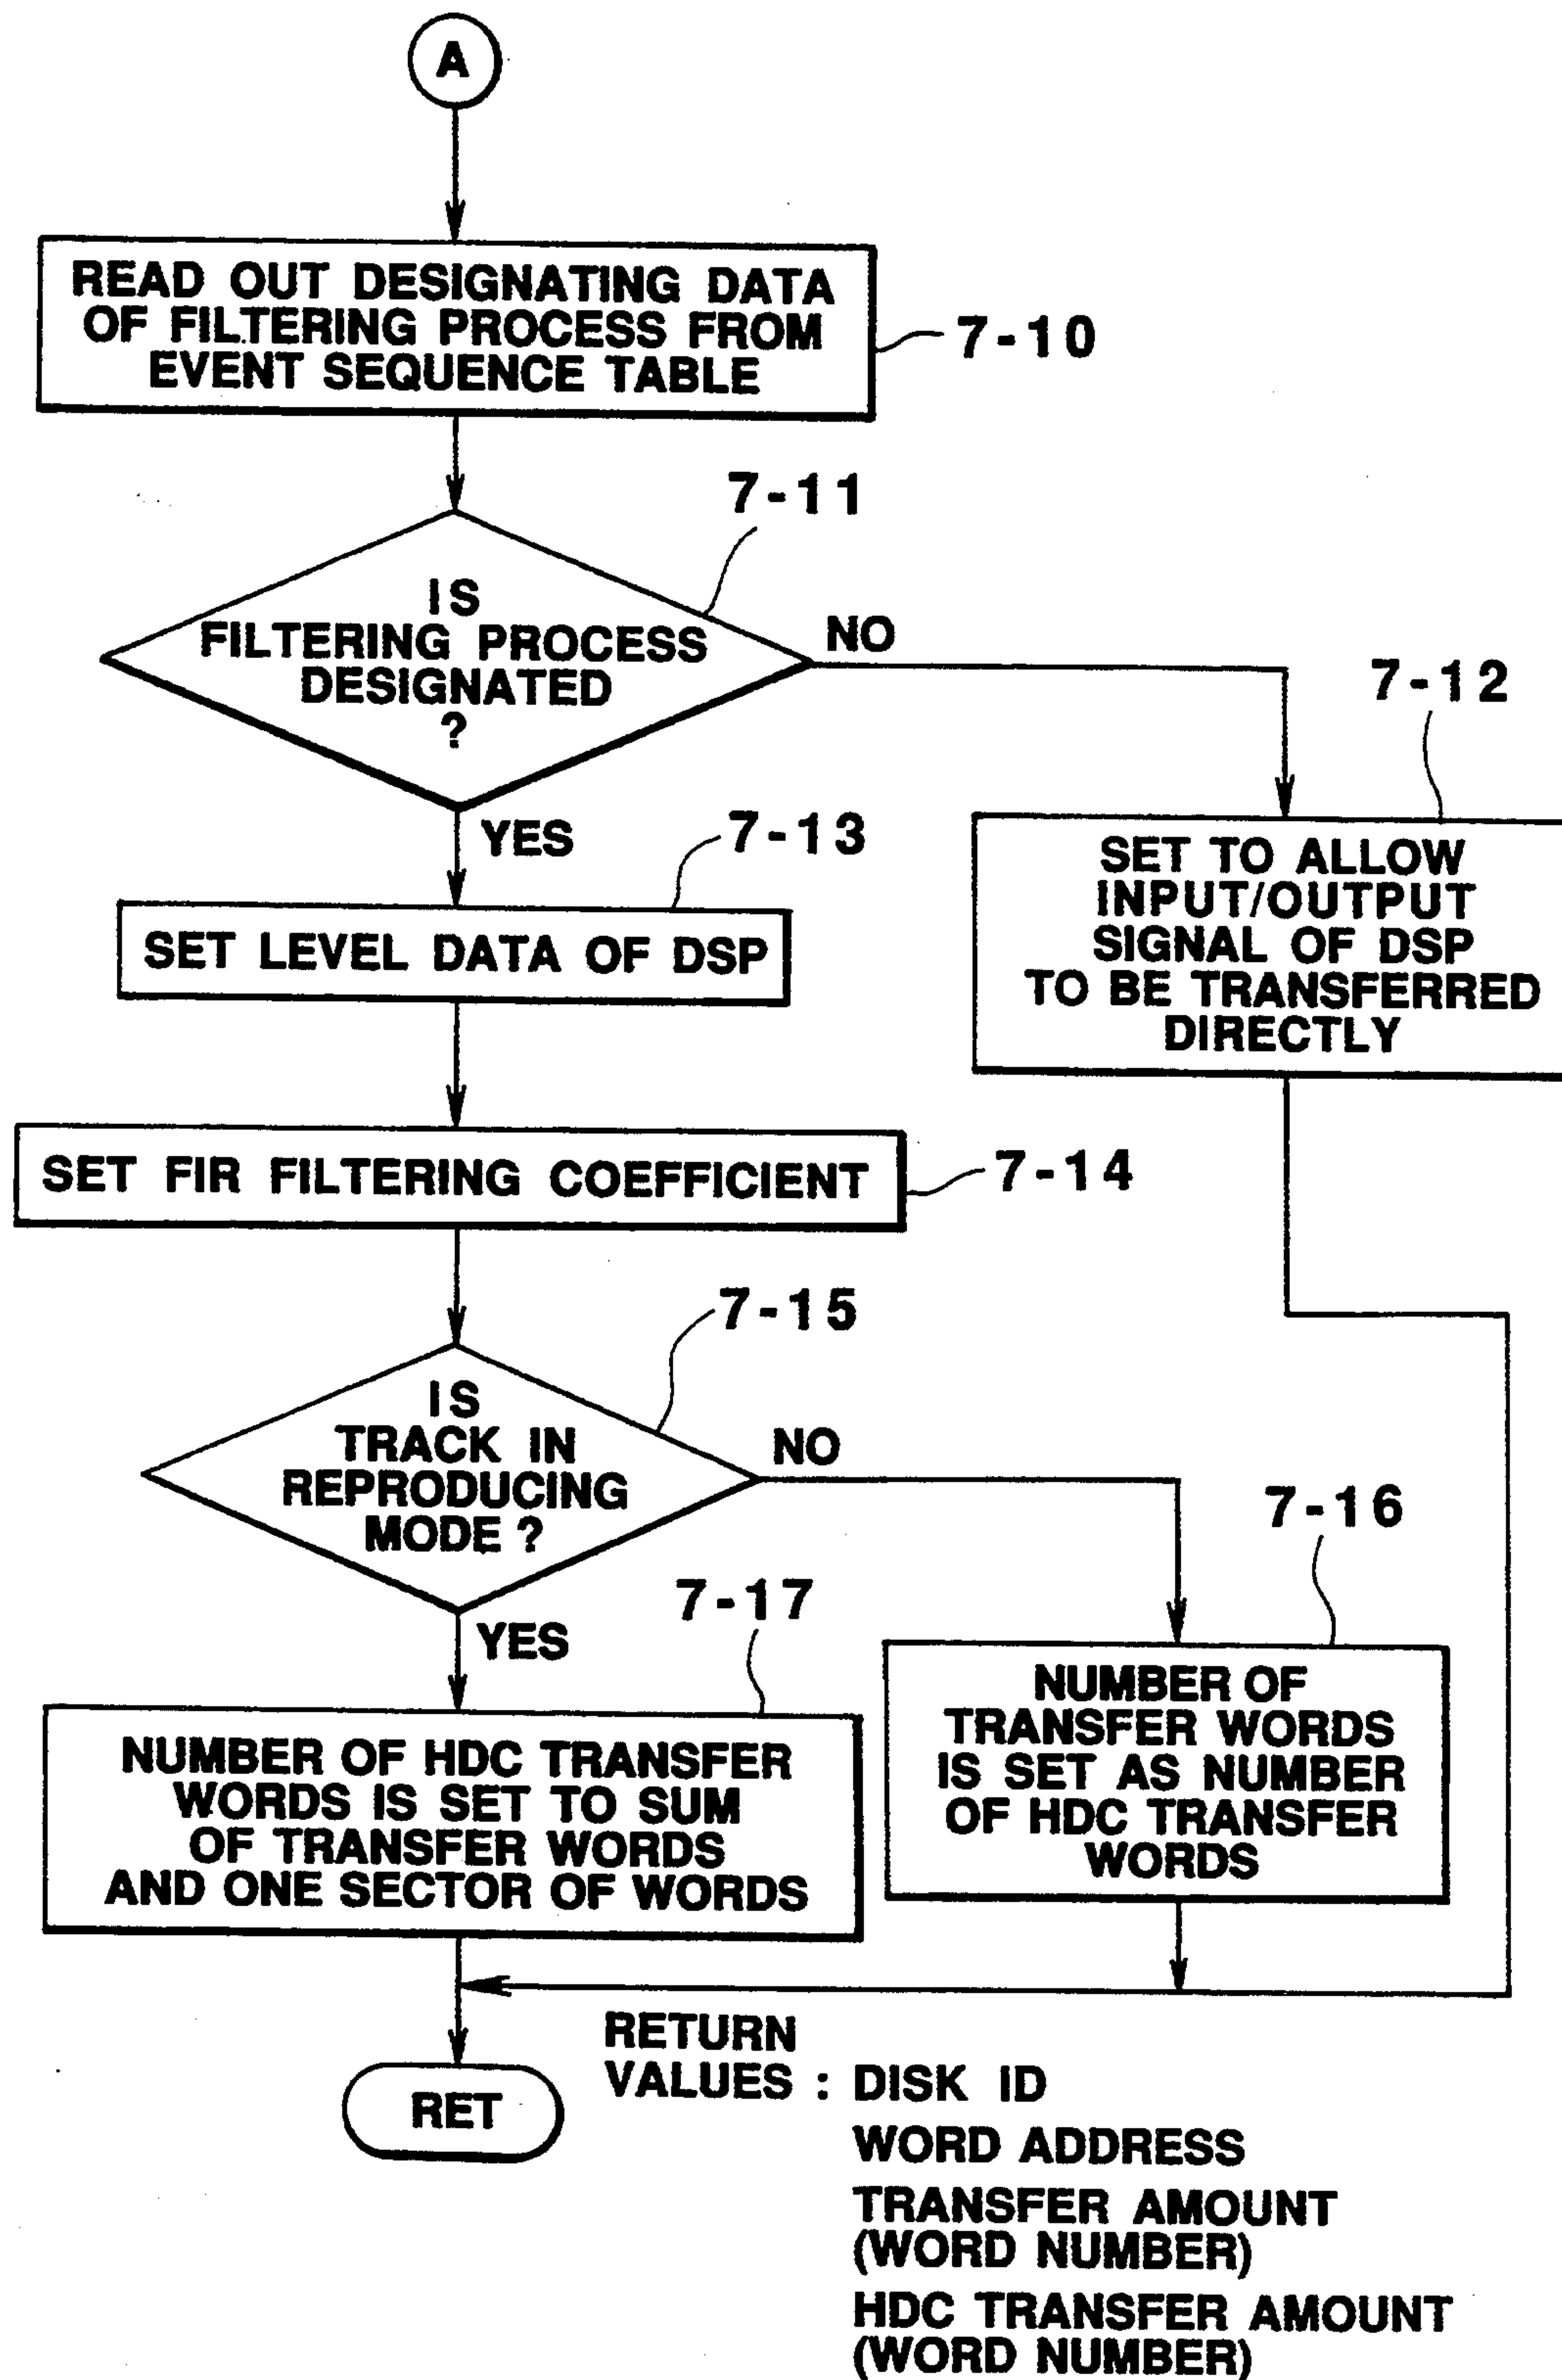 A
READ OUT DESIGNATING DATA
OF FILTERING PROCESS FROM
EVENT SEQUENCE TABLE
7-10
7-11
IS
FILTERING PROCESS
DESIGNATED
?
NO
7-12
YES
7-13
SET TO ALLOW
INPUT/OUTPUT
SIGNAL OF DSP
TO BE TRANSFERRED
DIRECTLY
SET LEVEL DATA OF DSP
SET FIR FILTERING COEFFICIENT
7-14
7-15
IS
TRACK IN
REPRODUCING
MODE ?
NO
7-16
YES
7-17
NUMBER OF
TRANSFER WORDS
IS SET AS NUMBER
OF HDC TRANSFER
WORDS
NUMBER OF HDC TRANSFER
WORDS IS SET TO SUM
OF TRANSFER WORDS
AND ONE SECTOR OF WORDS
RET
RETURN
VALUES : DISK ID
WORD ADDRESS
TRANSFER AMOUNT
(WORD NUMBER)
HDC TRANSFER AMOUNT
(WORD NUMBER)